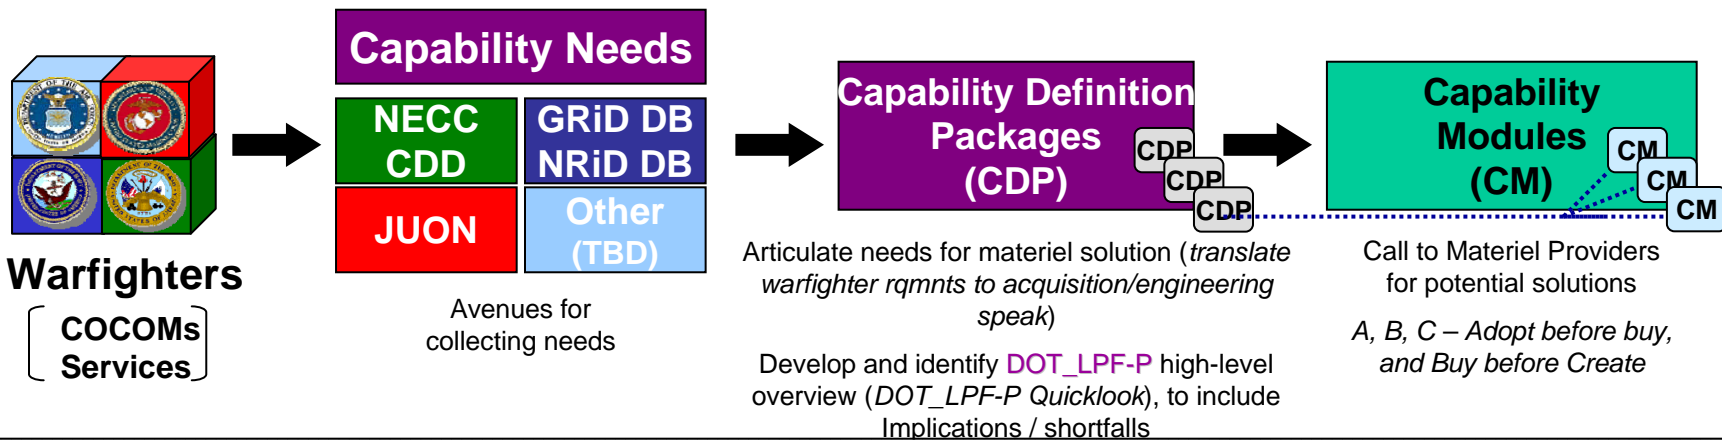 Warfighters
COCOMs
Services
Capability Needs
NECC
CDD
GRiD DB
NRiD DB
JUON
Other
(TBD)
Avenues for
collecting needs
Capability Definition
Packages
(CDP)
CDP
CDP
CDP
Articulate needs for materiel solution (translate
warfighter rqmnts to acquisition/engineering
speak)
Develop and identify DOT_LPF-P high-level
overview (DOT_LPF-P Quicklook), to include
Implications / shortfalls
Capability
Modules
(CM)
CM
CM
CM
Call to Materiel Providers
for potential solutions
A, B, C – Adopt before buy,
and Buy before Create